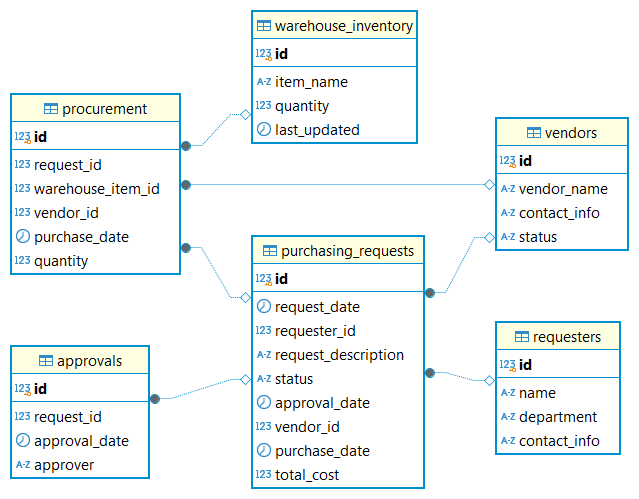 warehouse_inventory
123 id
A-Z item_name
123 quantity
last_updated
procurement
123 id
123 request_id
123 warehouse_item_id
123 vendor_id
purchase_date
123 quantity
vendors
123 id
A-Z vendor_name
A-Z contact_info
A-Z status
purchasing_requests
123 id
request_date
123 requester_id
A-Z request_description
A-Z status
approval_date
123 vendor_id
purchase_date
123 total_cost
requesters
123 id
A-Z name
A-Z department
A-Z contact_info
approvals
123 id
123 request_id
approval_date
A-Z approver